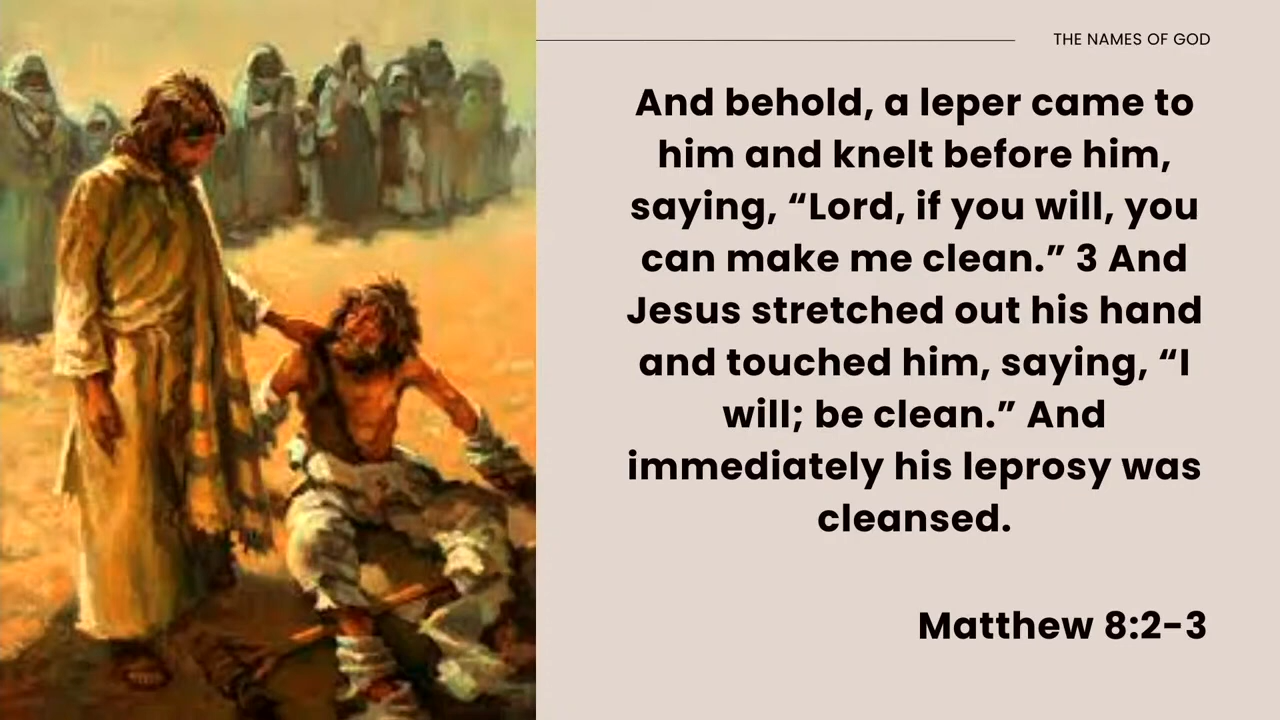 THE NAMES OF GOD
And behold, a leper came to
him and knelt before him,
saying, “Lord, if you will, you
can make me clean.” 3 And
Jesus stretched out his hand
and touched him, saying, “I
will; be clean.” And
immediately his leprosy was
cleansed.
Matthew 8:2-3